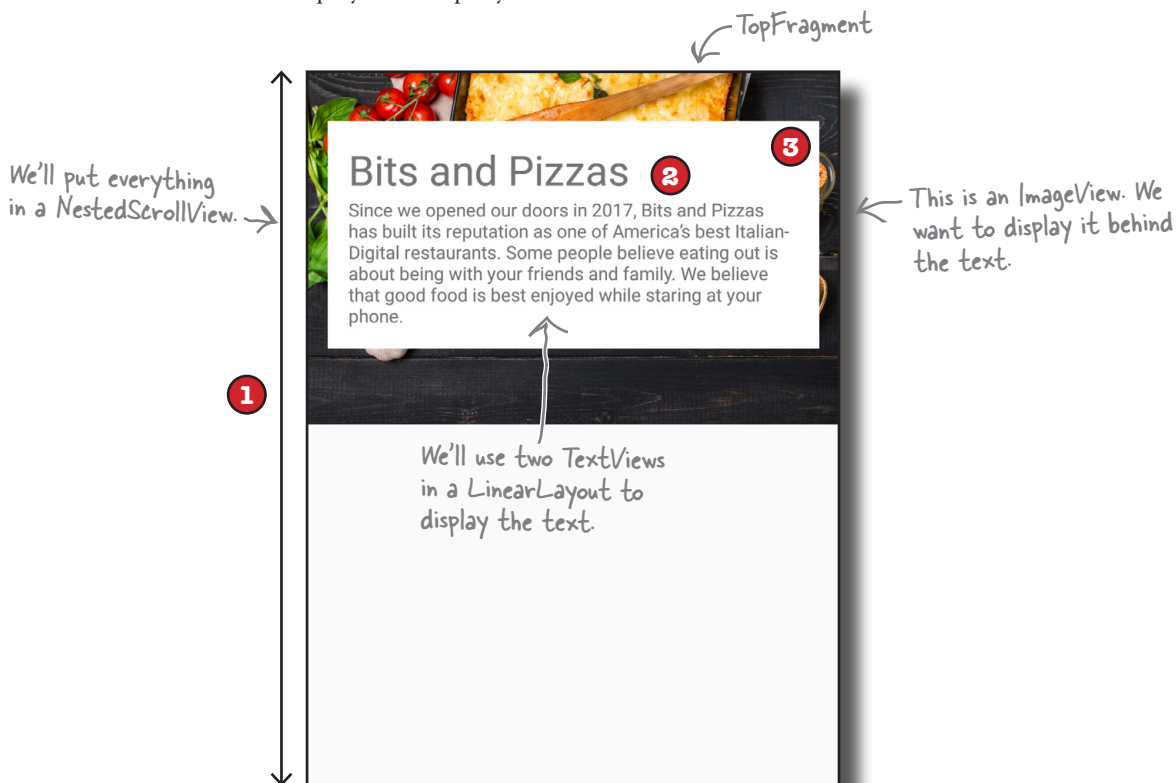 TopFragment
We'll put everything
in a NestedScrollView.
3
Bits and Pizzas
2
Since we opened our doors in 2017, Bits and Pizzas
has built its reputation as one of America's best Italian-
Digital restaurants. Some people believe eating out is
about being with your friends and family. We believe
that good food is best enjoyed while staring at your
phone.
This is an ImageView. We
want to display it behind
the text.
1
We'll use two TextViews
in a LinearLayout to
display the text.